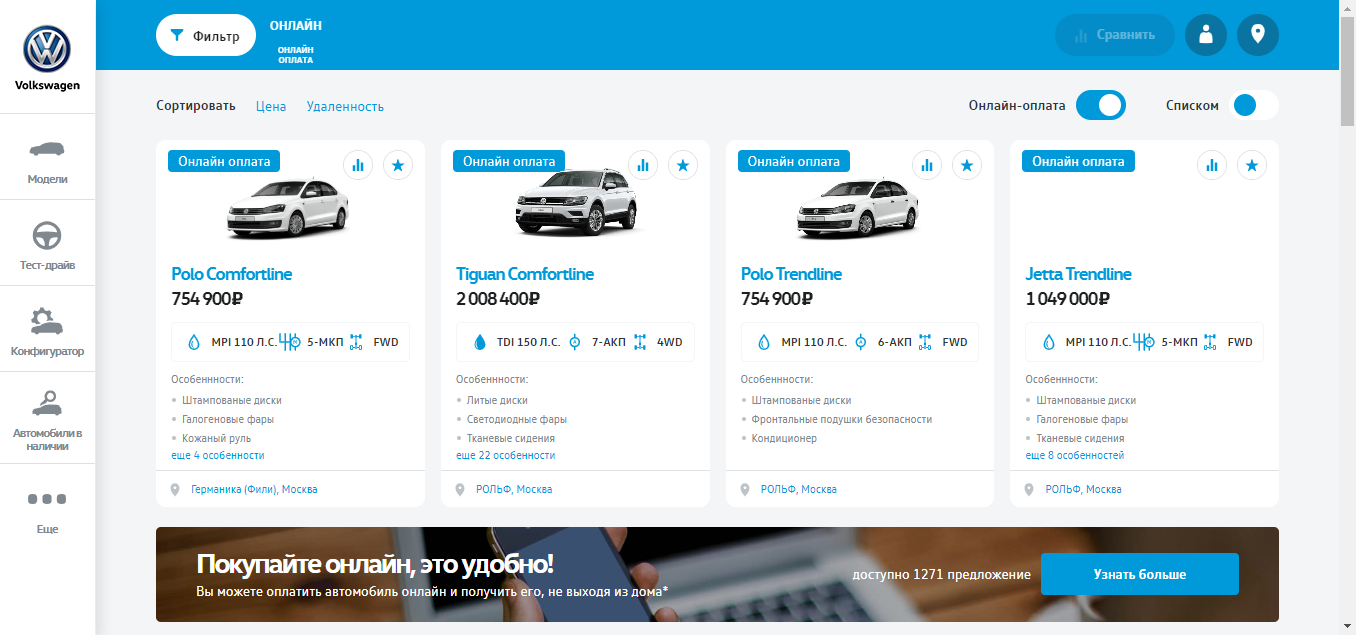 Volkswagen
Модели
Тест-драйв
Конфигуратор
Автомобили в
наличии
Еще
Фильтр
ОНЛАЙН
ОНЛАЙН
ОПЛАТА
Сравнить
Сортировать Цена Удаленность
Онлайн-оплата Списком
Онлайн оплата
Polo Comfortline
754 900₽
MPI 110 Л.С. 5-МКП FWD
Особеннности:
Штампованые диски
Галогеновые фары
Кожаный руль
еще 4 особенности
Германика (Фили), Москва
Онлайн оплата
Tiguan Comfortline
2 008 400₽
TDI 150 Л.С. 7-АКП 4WD
Особеннности:
Литые диски
Светодиодные фары
Тканевые сидения
еще 22 особенности
РОЛЬФ, Москва
Онлайн оплата
Polo Trendline
754 900₽
MPI 110 Л.С. 6-АКП FWD
Особеннности:
Штампованые диски
Фронтальные подушки безопасности
Кондиционер
РОЛЬФ, Москва
Онлайн оплата
Jetta Trendline
1 049 000₽
MPI 110 Л.С. 5-МКП FWD
Особеннности:
Штампованые диски
Галогеновые фары
Тканевые сидения
еще 8 особенностей
РОЛЬФ, Москва
Покупайте онлайн, это удобно!
Вы можете оплатить автомобиль онлайн и получить его, не выходя из дома*
доступно 1271 предложение
Узнать больше